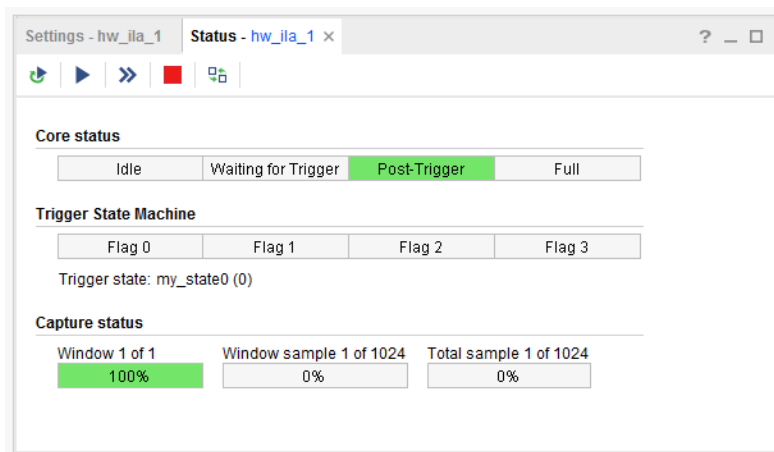 Settings - hw_ila_1 Status - hw_ila_1 × ?
Core status
Idle Waiting for Trigger Post-Trigger Full
Trigger State Machine
Flag 0 Flag 1 Flag 2 Flag 3
Trigger state: my_state0 (0)
Capture status
Window 1 of 1 Window sample 1 of 1024 Total sample 1 of 1024
100% 0% 0%